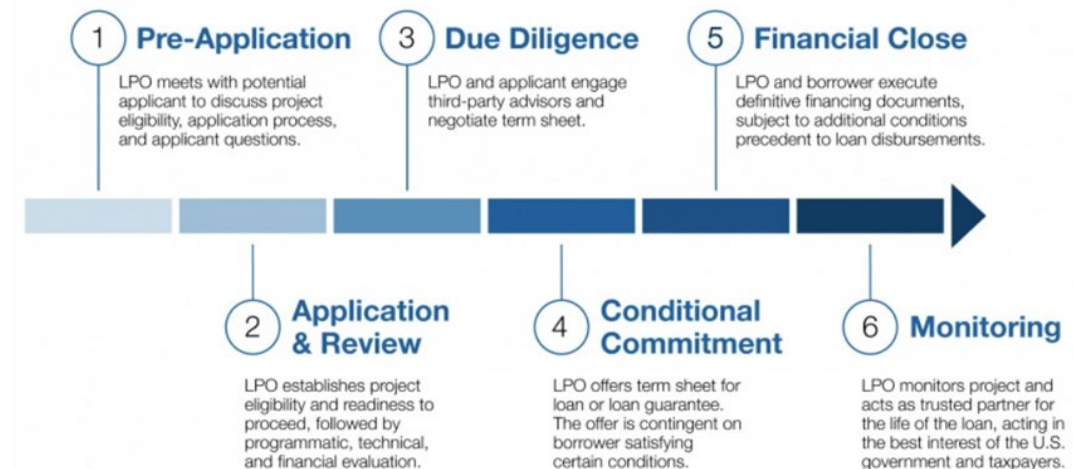 1 Pre-Application
LPO meets with potential
applicant to discuss project
eligibility, application process,
and applicant questions.
2 Application
& Review
LPO establishes project
eligibility and readiness to
proceed, followed by
programmatic, technical,
and financial evaluation.
3 Due Diligence
LPO and applicant engage
third-party advisors and
negotiate term sheet.
4 Conditional
Commitment
LPO offers term sheet for
loan or loan guarantee.
The offer is contingent on
borrower satisfying
certain conditions.
5 Financial Close
LPO and borrower execute
definitive financing documents,
subject to additional conditions
precedent to loan disbursements.
6 Monitoring
LPO monitors project and
acts as trusted partner for
the life of the loan, acting in
the best interest of the U.S.
government and taxpayers.